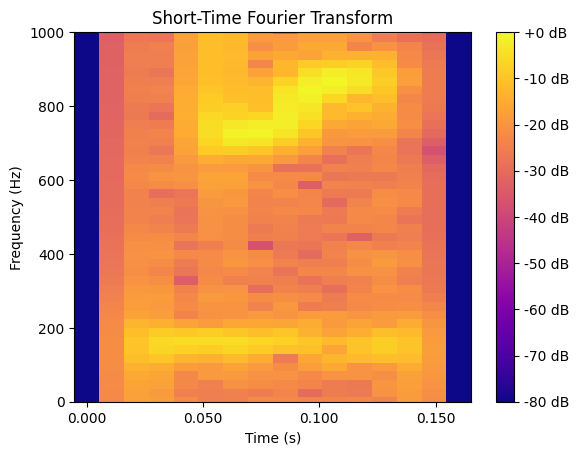 Short-Time Fourier Transform
1000
800
600
400
200
0
Frequency (Hz)
0.000
0.050
0.100
0.150
Time (s)
+0 dB
-10 dB
-20 dB
-30 dB
-40 dB
-50 dB
-60 dB
-70 dB
-80 dB